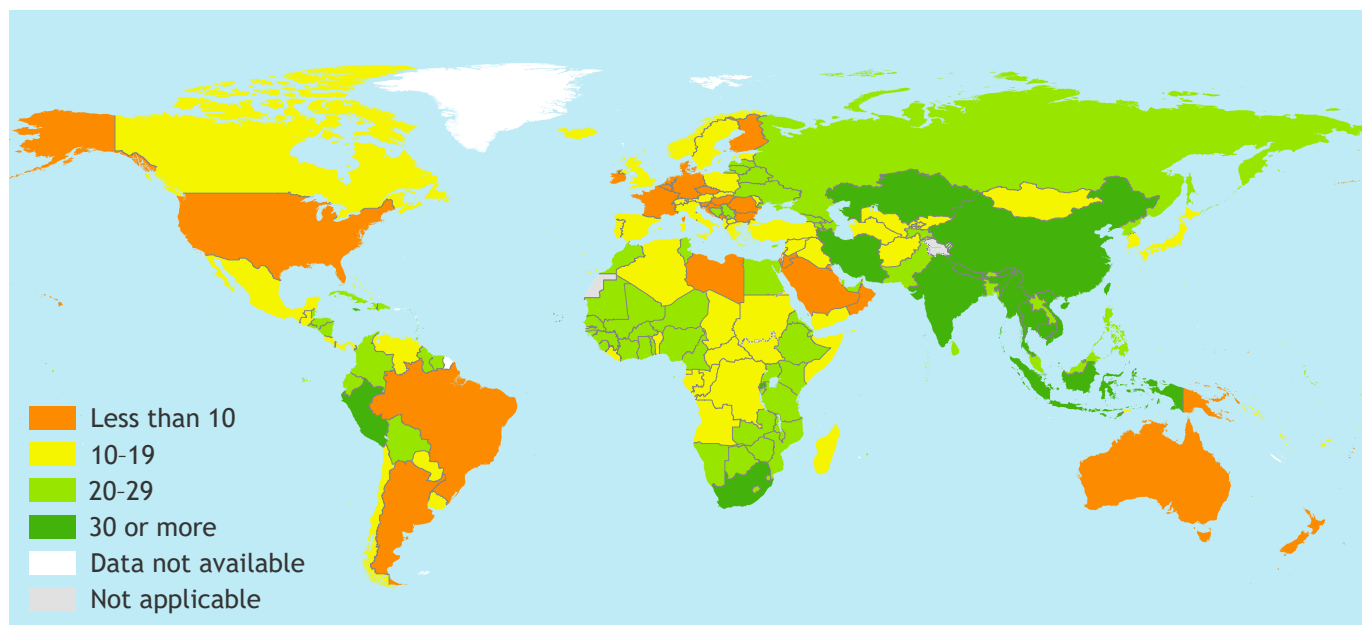 Less than 10
10–19
20–29
30 or more
Data not available
Not applicable